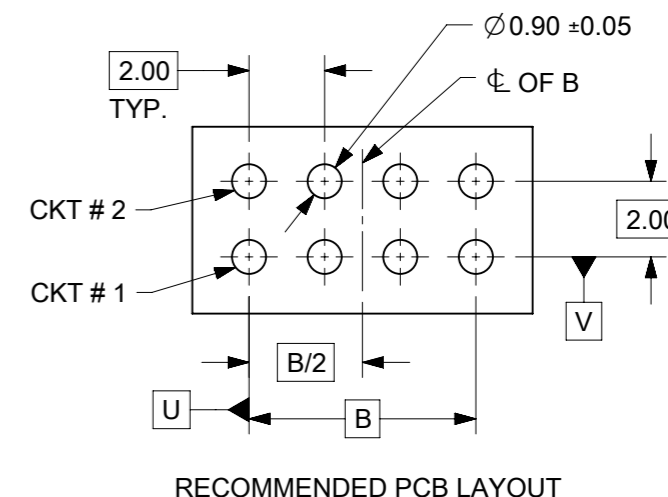 Ø0.90 ±0.05
2.00
TYP.
℄ OF B
CKT # 2
2.00
CKT # 1
V
B/2
U
B
RECOMMENDED PCB LAYOUT